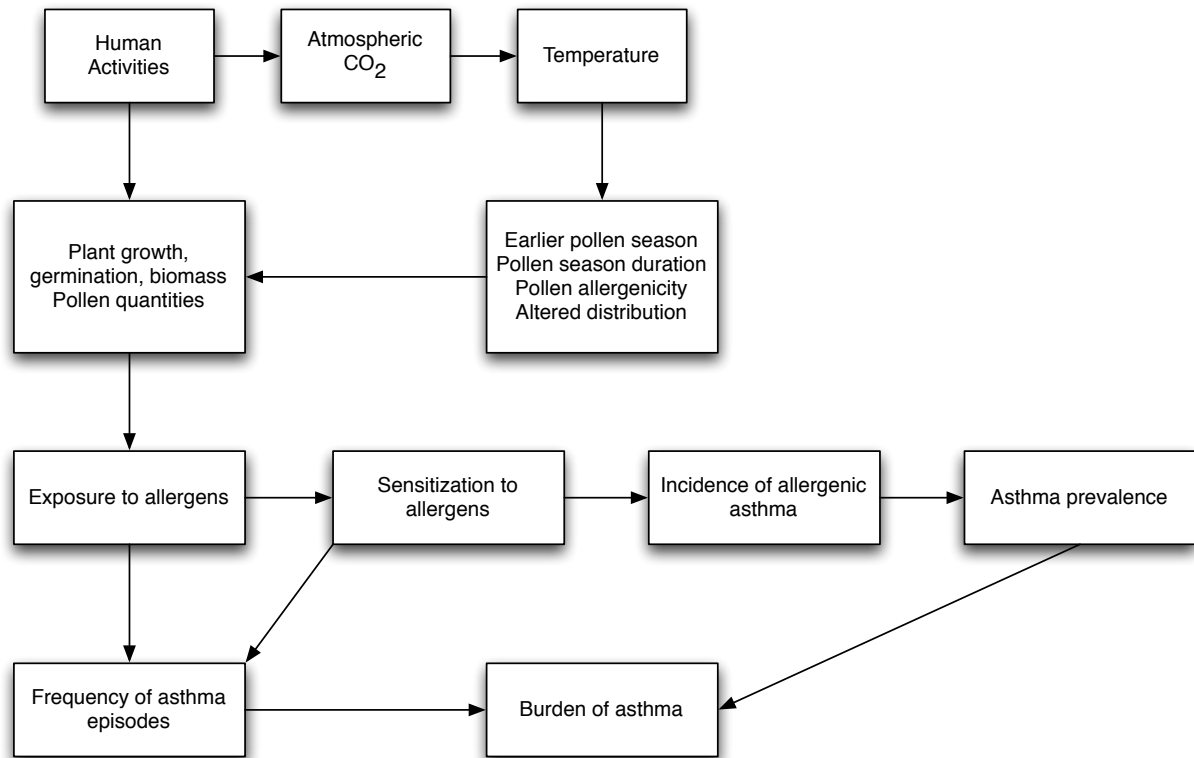 Human
Activities
Atmospheric
CO2
Temperature
Plant growth,
germination, biomass
Pollen quantities
Earlier pollen season
Pollen season duration
Pollen allergenicity
Altered distribution
Exposure to allergens
Sensitization to
allergens
Incidence of allergenic
asthma
Asthma prevalence
Frequency of asthma
episodes
Burden of asthma